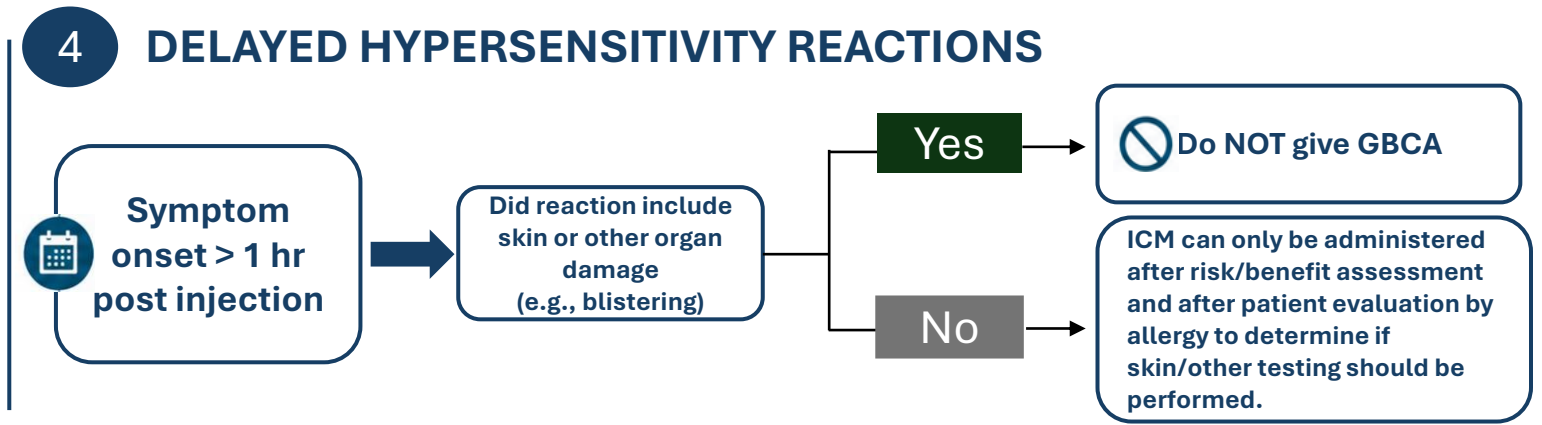 4
DELAYED HYPERSENSITIVITY REACTIONS
Symptom
onset > 1 hr
post injection
Did reaction include
skin or other organ
damage
(e.g., blistering)
Yes
Do NOT give GBCA
No
ICM can only be administered
after risk/benefit assessment
and after patient evaluation by
allergy to determine if
skin/other testing should be
performed.